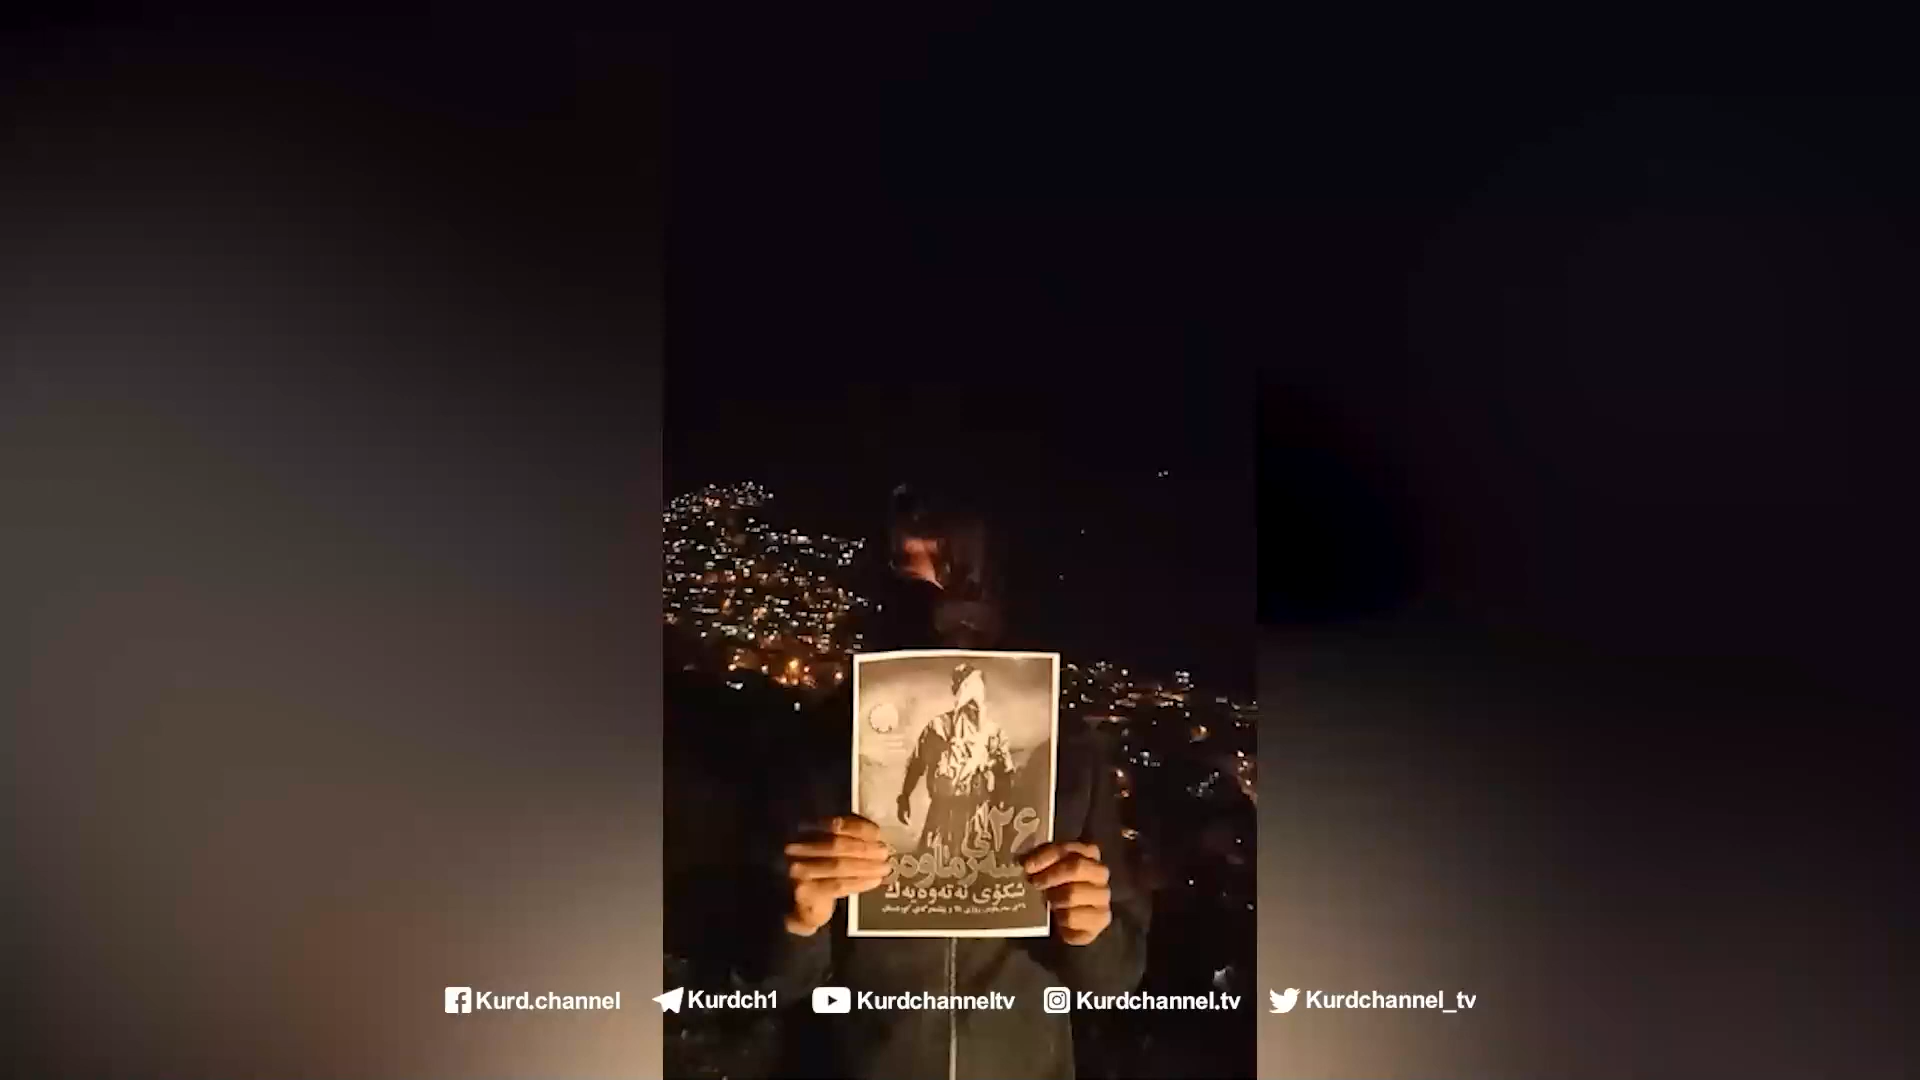 ٢٦ی
سەرماوەز
شکۆی نەتەوەیەک
Kurd.channel
Kurdch1
Kurdchanneltv
Kurdchannel.tv
Kurdchannel_tv